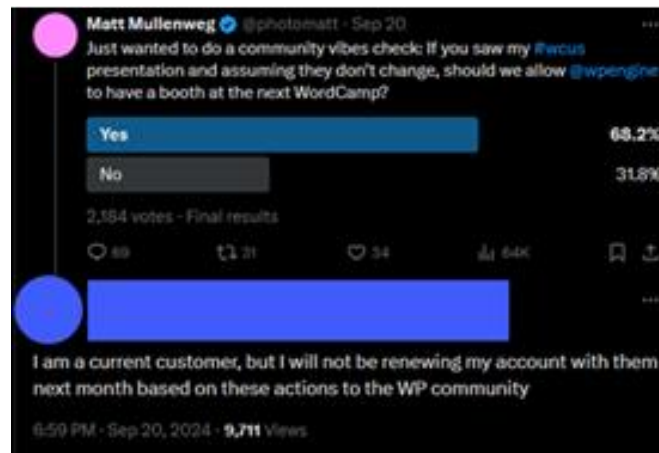 Matt Mullenweg @photomatt · Sep 20
Just wanted to do a community vibes check: If you saw my #wcus
presentation and assuming they don't change, should we allow @wpengine
to have a booth at the next WordCamp?
Yes 68.2%
No 31.8%
2,184 votes · Final results
69 31 34 64K
I am a current customer, but I will not be renewing my account with them
next month based on these actions to the WP community
6:59 PM · Sep 20, 2024 · 9,711 Views